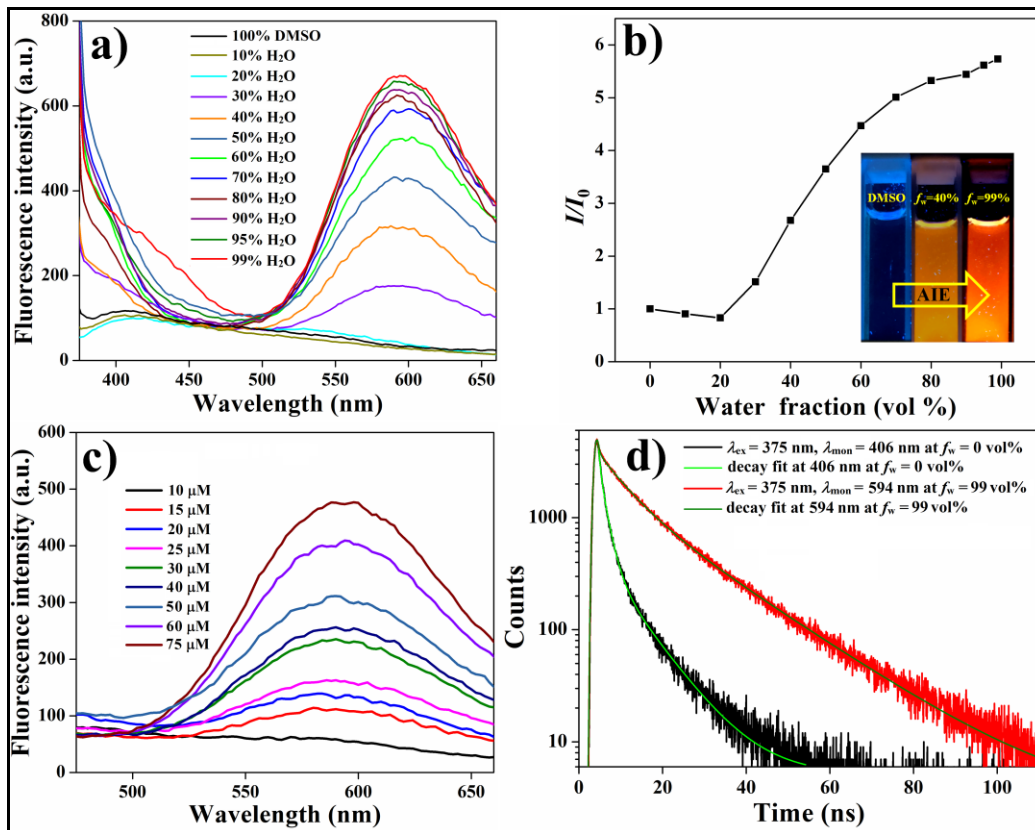 a)
100% DMSO
10% H₂O
20% H₂O
30% H₂O
40% H₂O
50% H₂O
60% H₂O
70% H₂O
80% H₂O
90% H₂O
95% H₂O
99% H₂O
Fluorescence intensity (a.u.)
800
600
400
200
0
400 450 500 550 600 650
Wavelength (nm)
b)
I/I₀
6
5
4
3
2
1
0
DMSO f_w=40% f_w=99%
AIE
0 20 40 60 80 100
Water fraction (vol %)
c)
10 µM
15 µM
20 µM
25 µM
30 µM
40 µM
50 µM
60 µM
75 µM
Fluorescence intensity (a.u.)
600
500
400
300
200
100
0
500 550 600 650
Wavelength (nm)
d)
λex = 375 nm, λmon = 406 nm at f_w = 0 vol%
decay fit at 406 nm at f_w = 0 vol%
λex = 375 nm, λmon = 594 nm at f_w = 99 vol%
decay fit at 594 nm at f_w = 99 vol%
Counts
1000
100
10
0 20 40 60 80 100
Time (ns)